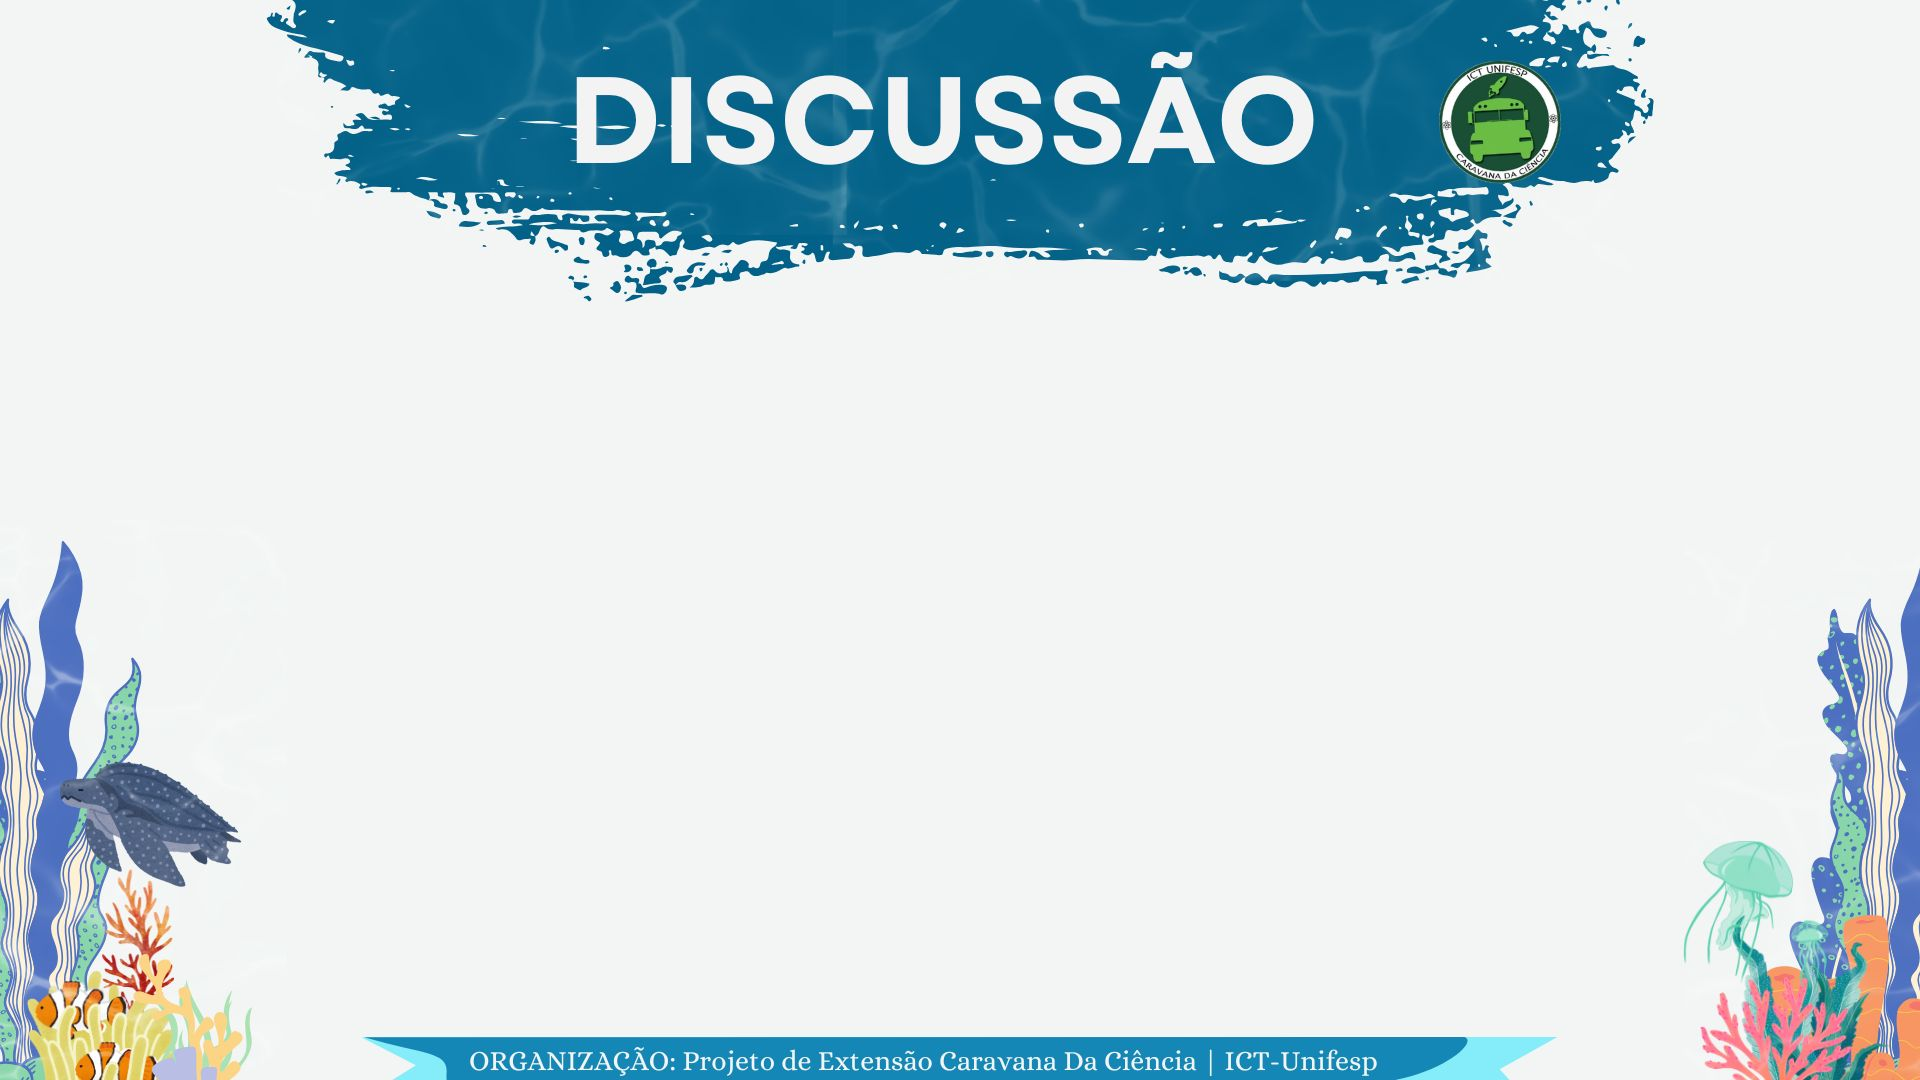 DISCUSSÃO
ICT UNIFESP
CARAVANA DA CIÊNCIA
ORGANIZAÇÃO: Projeto de Extensão Caravana Da Ciência | ICT-Unifesp